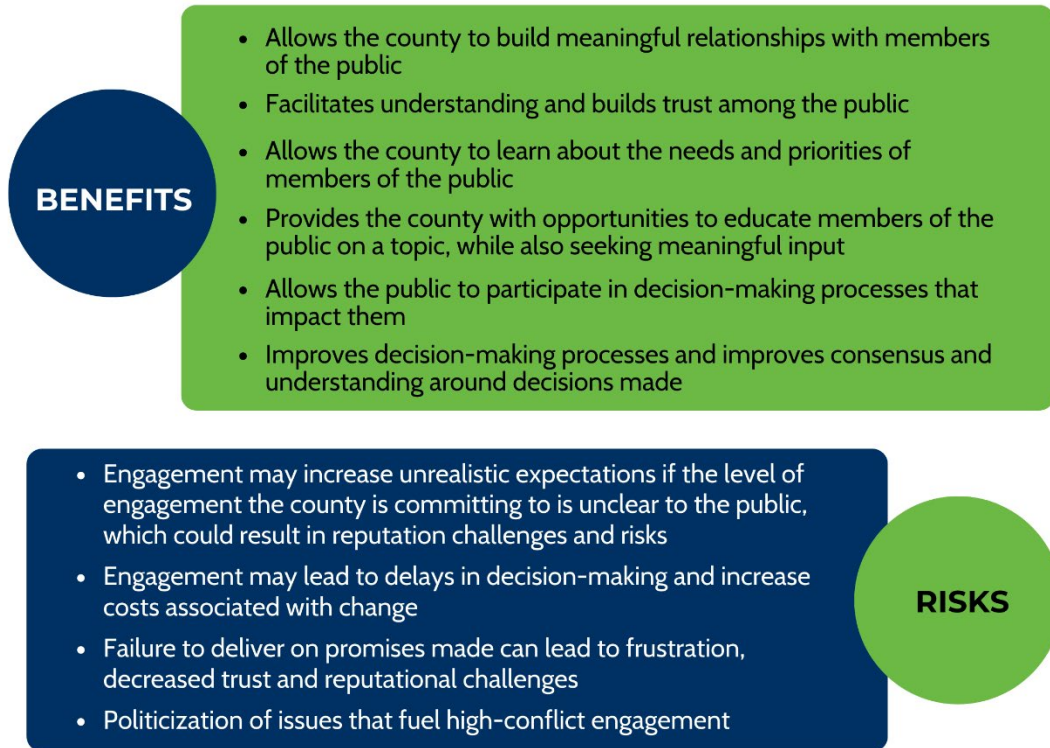 BENEFITS
• Allows the county to build meaningful relationships with members
of the public
• Facilitates understanding and builds trust among the public
• Allows the county to learn about the needs and priorities of
members of the public
• Provides the county with opportunities to educate members of the
public on a topic, while also seeking meaningful input
• Allows the public to participate in decision-making processes that
impact them
• Improves decision-making processes and improves consensus and
understanding around decisions made
• Engagement may increase unrealistic expectations if the level of
engagement the county is committing to is unclear to the public,
which could result in reputation challenges and risks
• Engagement may lead to delays in decision-making and increase
costs associated with change
• Failure to deliver on promises made can lead to frustration,
decreased trust and reputational challenges
• Politicization of issues that fuel high-conflict engagement
RISKS